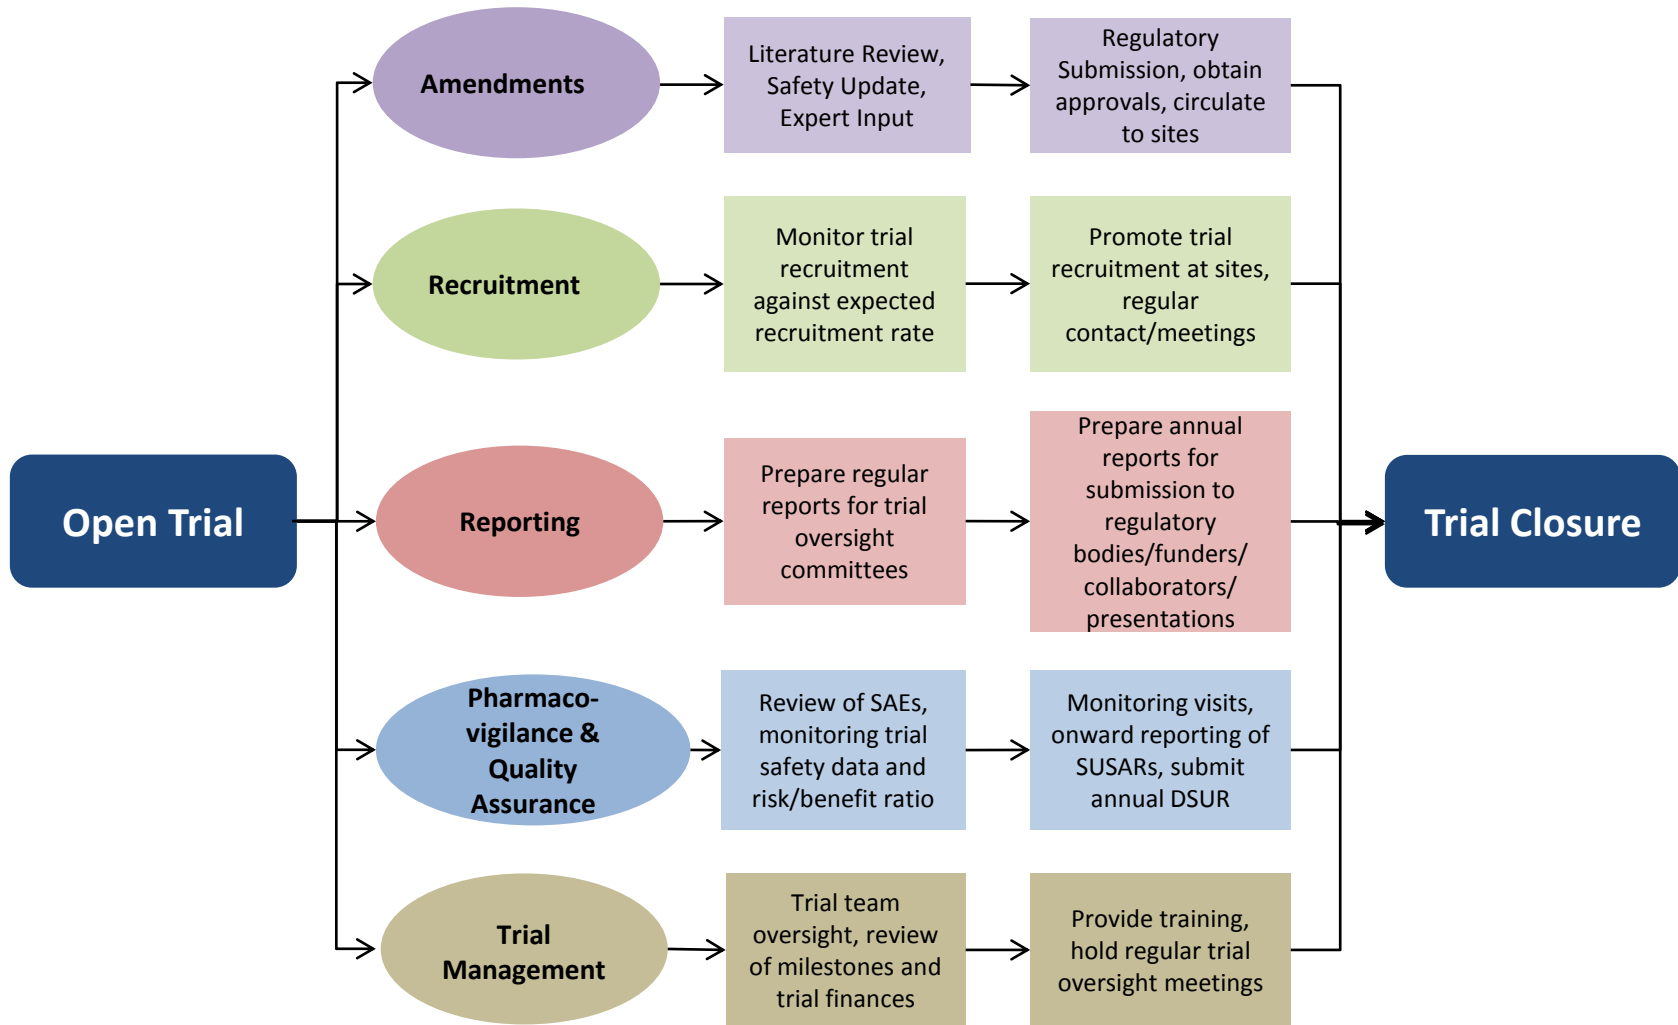 Open Trial
Amendments
Literature Review,
Safety Update,
Expert Input
Regulatory
Submission, obtain
approvals, circulate
to sites
Recruitment
Monitor trial
recruitment
against expected
recruitment rate
Promote trial
recruitment at sites,
regular
contact/meetings
Reporting
Prepare regular
reports for trial
oversight
committees
Prepare annual
reports for
submission to
regulatory
bodies/funders/
collaborators/
presentations
Pharmaco-
vigilance &
Quality
Assurance
Review of SAEs,
monitoring trial
safety data and
risk/benefit ratio
Monitoring visits,
onward reporting of
SUSARs, submit
annual DSUR
Trial
Management
Trial team
oversight, review
of milestones and
trial finances
Provide training,
hold regular trial
oversight meetings
Trial Closure